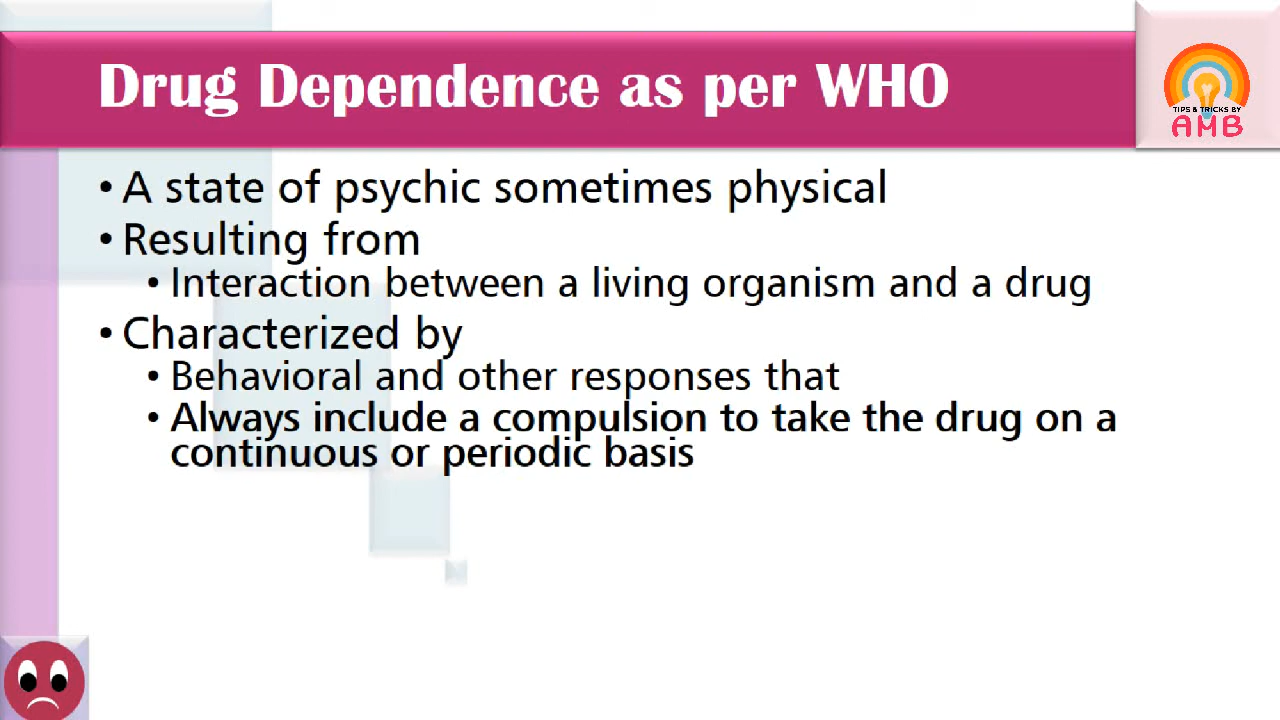 Drug Dependence as per WHO
TIPS & TRICKS BY
AMB
• A state of psychic sometimes physical
• Resulting from
• Interaction between a living organism and a drug
• Characterized by
• Behavioral and other responses that
• Always include a compulsion to take the drug on a
continuous or periodic basis